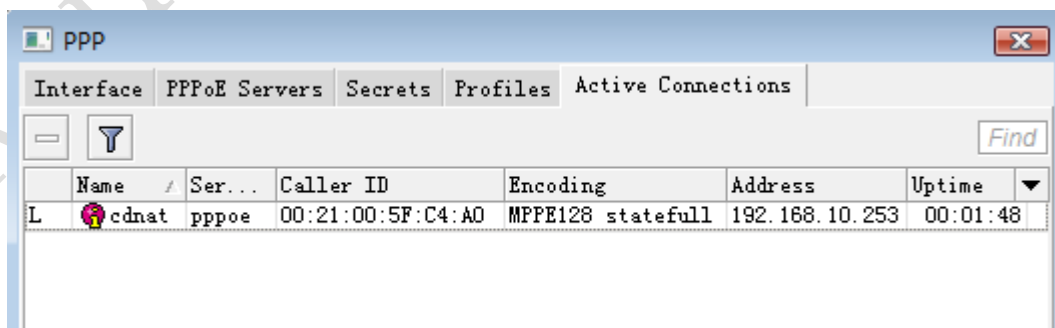 PPP
Interface PPPoE Servers Secrets Profiles Active Connections
Find
Name Ser... Caller ID Encoding Address Uptime
L cdnat pppoe 00:21:00:5F:C4:A0 MPPE128 statefull 192.168.10.253 00:01:48